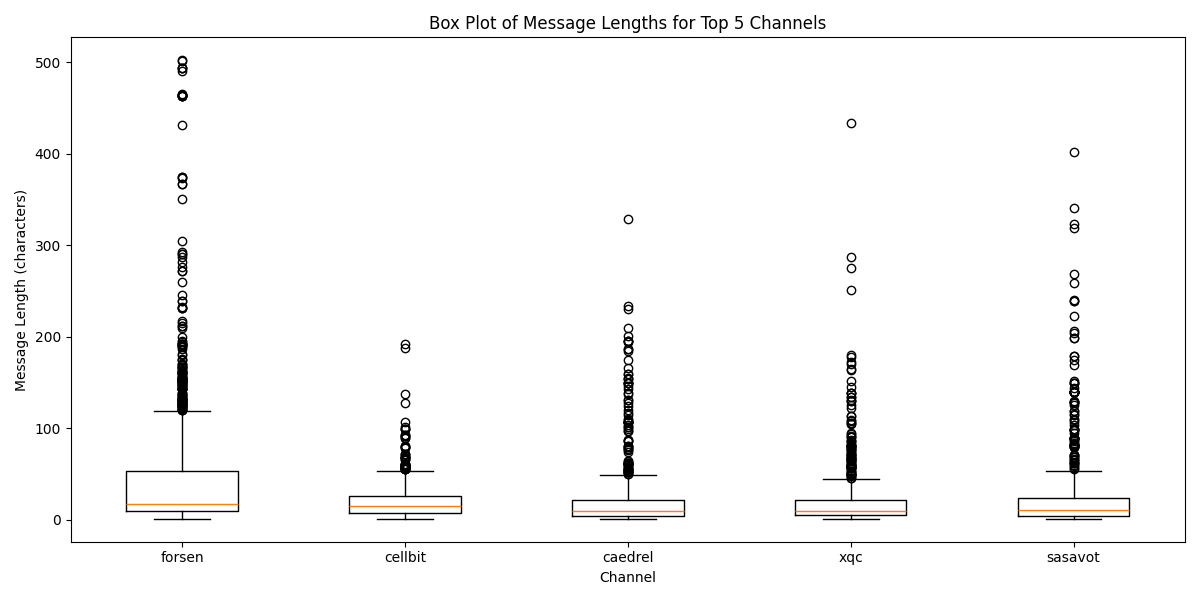 Box Plot of Message Lengths for Top 5 Channels
Message Length (characters)
500
400
300
200
100
0
forsen
cellbit
caedrel
xqc
sasavot
Channel